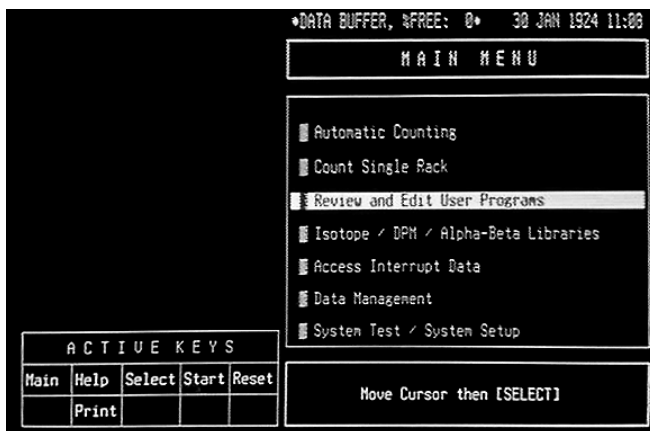 *DATA BUFFER, %FREE: 0* 30 JAN 1924 11:08
MAIN MENU
Automatic Counting
Count Single Rack
Review and Edit User Programs
Isotope / DPM / Alpha-Beta Libraries
Access Interrupt Data
Data Management
System Test / System Setup
ACTIVE KEYS
Main Help Select Start Reset
Print
Move Cursor then [SELECT]